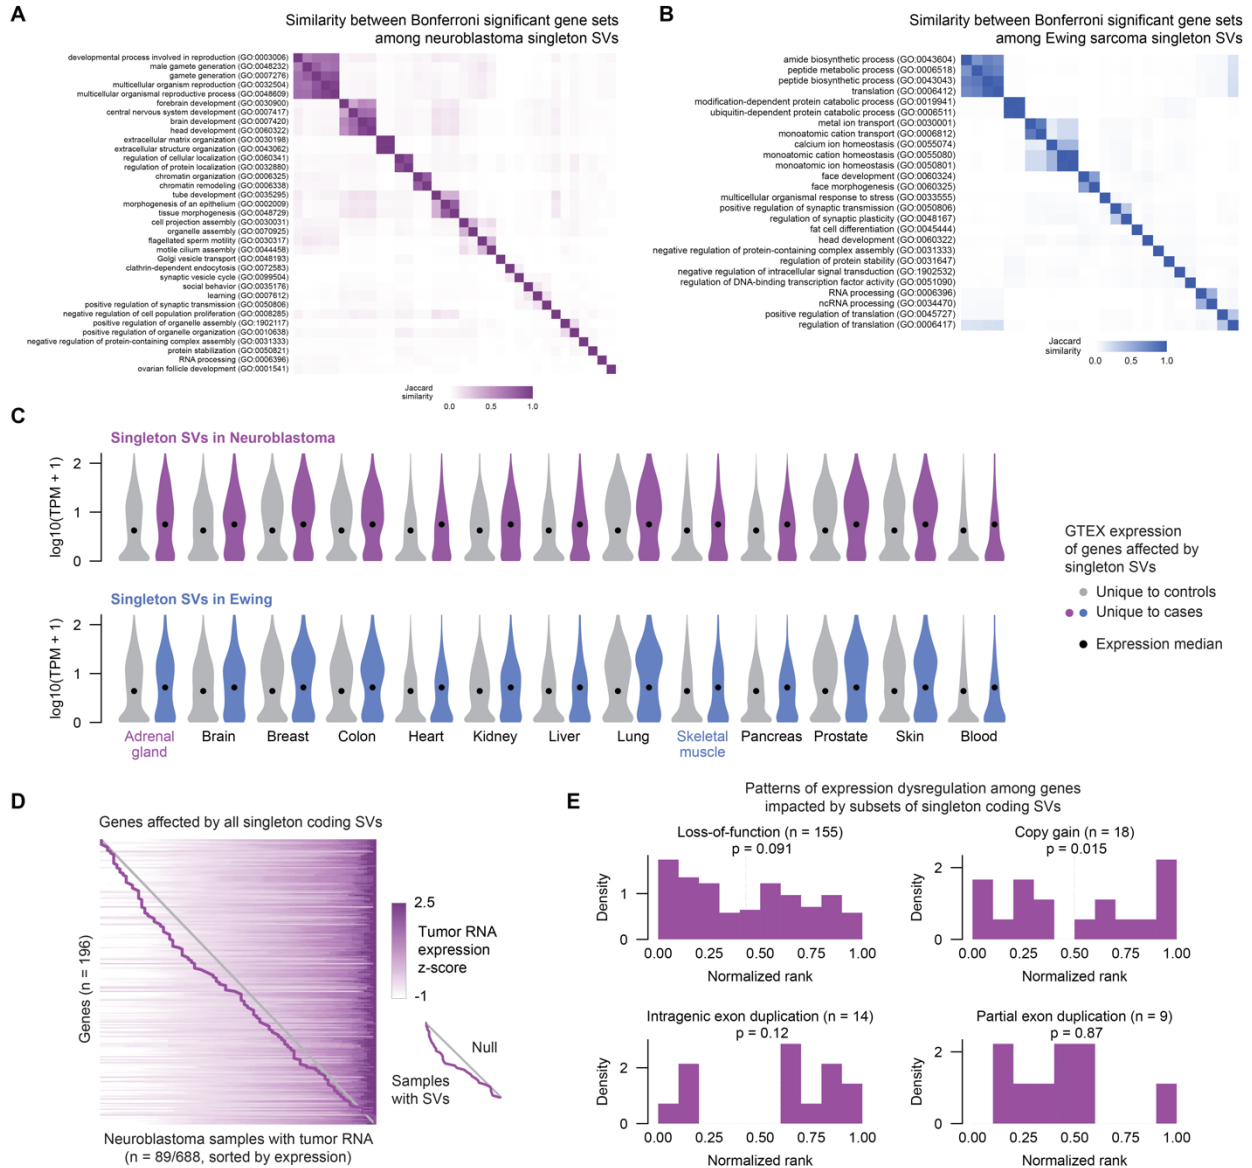 A
Similarity between Bonferroni significant gene sets
among neuroblastoma singleton SVs
developmental process involved in reproduction (GO:0003006)
male gamete generation (GO:0048232)
gamete generation (GO:0007276)
multicellular organism reproduction (GO:0032504)
multicellular organismal reproductive process (GO:0048609)
forebrain development (GO:0030900)
central nervous system development (GO:0007417)
brain development (GO:0007420)
head development (GO:0060322)
extracellular matrix organization (GO:0030198)
extracellular structure organization (GO:0043062)
regulation of cellular localization (GO:0060341)
regulation of protein localization (GO:0032880)
chromatin organization (GO:0006325)
chromatin remodeling (GO:0006338)
tube development (GO:0035295)
morphogenesis of an epithelium (GO:0002009)
tissue morphogenesis (GO:0048729)
cell projection assembly (GO:0030031)
organelle assembly (GO:0070925)
flagellated sperm motility (GO:0030317)
motile cilium assembly (GO:0044458)
Golgi vesicle transport (GO:0048193)
clathrin-dependent endocytosis (GO:0072583)
synaptic vesicle cycle (GO:0099504)
social behavior (GO:0035176)
learning (GO:0007612)
positive regulation of synaptic transmission (GO:0050806)
negative regulation of cell population proliferation (GO:0008285)
positive regulation of organelle assembly (GO:1902117)
positive regulation of organelle organization (GO:0010638)
negative regulation of protein-containing complex assembly (GO:0031333)
protein stabilization (GO:0050821)
RNA processing (GO:0006396)
ovarian follicle development (GO:0001541)
Jaccard
similarity
0.0 0.5 1.0
B
Similarity between Bonferroni significant gene sets
among Ewing sarcoma singleton SVs
amide biosynthetic process (GO:0043604)
peptide metabolic process (GO:0006518)
peptide biosynthetic process (GO:0043043)
translation (GO:0006412)
modification-dependent protein catabolic process (GO:0019941)
ubiquitin-dependent protein catabolic process (GO:0006511)
metal ion transport (GO:0030001)
monoatomic cation transport (GO:0006812)
calcium ion homeostasis (GO:0055074)
monoatomic cation homeostasis (GO:0055080)
monoatomic ion homeostasis (GO:0050801)
face development (GO:0060324)
face morphogenesis (GO:0060325)
multicellular organismal response to stress (GO:0033555)
positive regulation of synaptic transmission (GO:0050806)
regulation of synaptic plasticity (GO:0048167)
fat cell differentiation (GO:0045444)
head development (GO:0060322)
negative regulation of protein-containing complex assembly (GO:0031333)
regulation of protein stability (GO:0031647)
negative regulation of intracellular signal transduction (GO:1902532)
regulation of DNA-binding transcription factor activity (GO:0051090)
RNA processing (GO:0006396)
ncRNA processing (GO:0034470)
positive regulation of translation (GO:0045727)
regulation of translation (GO:0006417)
Jaccard
similarity
0.0 0.5 1.0
C
Singleton SVs in Neuroblastoma
log10(TPM + 1)
2
1
0
Singleton SVs in Ewing
log10(TPM + 1)
2
1
0
Adrenal gland
Brain
Breast
Colon
Heart
Kidney
Liver
Lung
Skeletal muscle
Pancreas
Prostate
Skin
Blood
GTEX expression
of genes affected by
singleton SVs
Unique to controls
Unique to cases
Expression median
D
Genes affected by all singleton coding SVs
Genes (n = 196)
Neuroblastoma samples with tumor RNA
(n = 89/688, sorted by expression)
2.5
Tumor RNA
expression
z-score
-1
Null
Samples
with SVs
E
Patterns of expression dysregulation among genes
impacted by subsets of singleton coding SVs
Loss-of-function (n = 155)
p = 0.091
Density
1
0
0.00 0.25 0.50 0.75 1.00
Normalized rank
Copy gain (n = 18)
p = 0.015
Density
2
0
0.00 0.25 0.50 0.75 1.00
Normalized rank
Intragenic exon duplication (n = 14)
p = 0.12
Density
2
0
0.00 0.25 0.50 0.75 1.00
Normalized rank
Partial exon duplication (n = 9)
p = 0.87
Density
2
0
0.00 0.25 0.50 0.75 1.00
Normalized rank